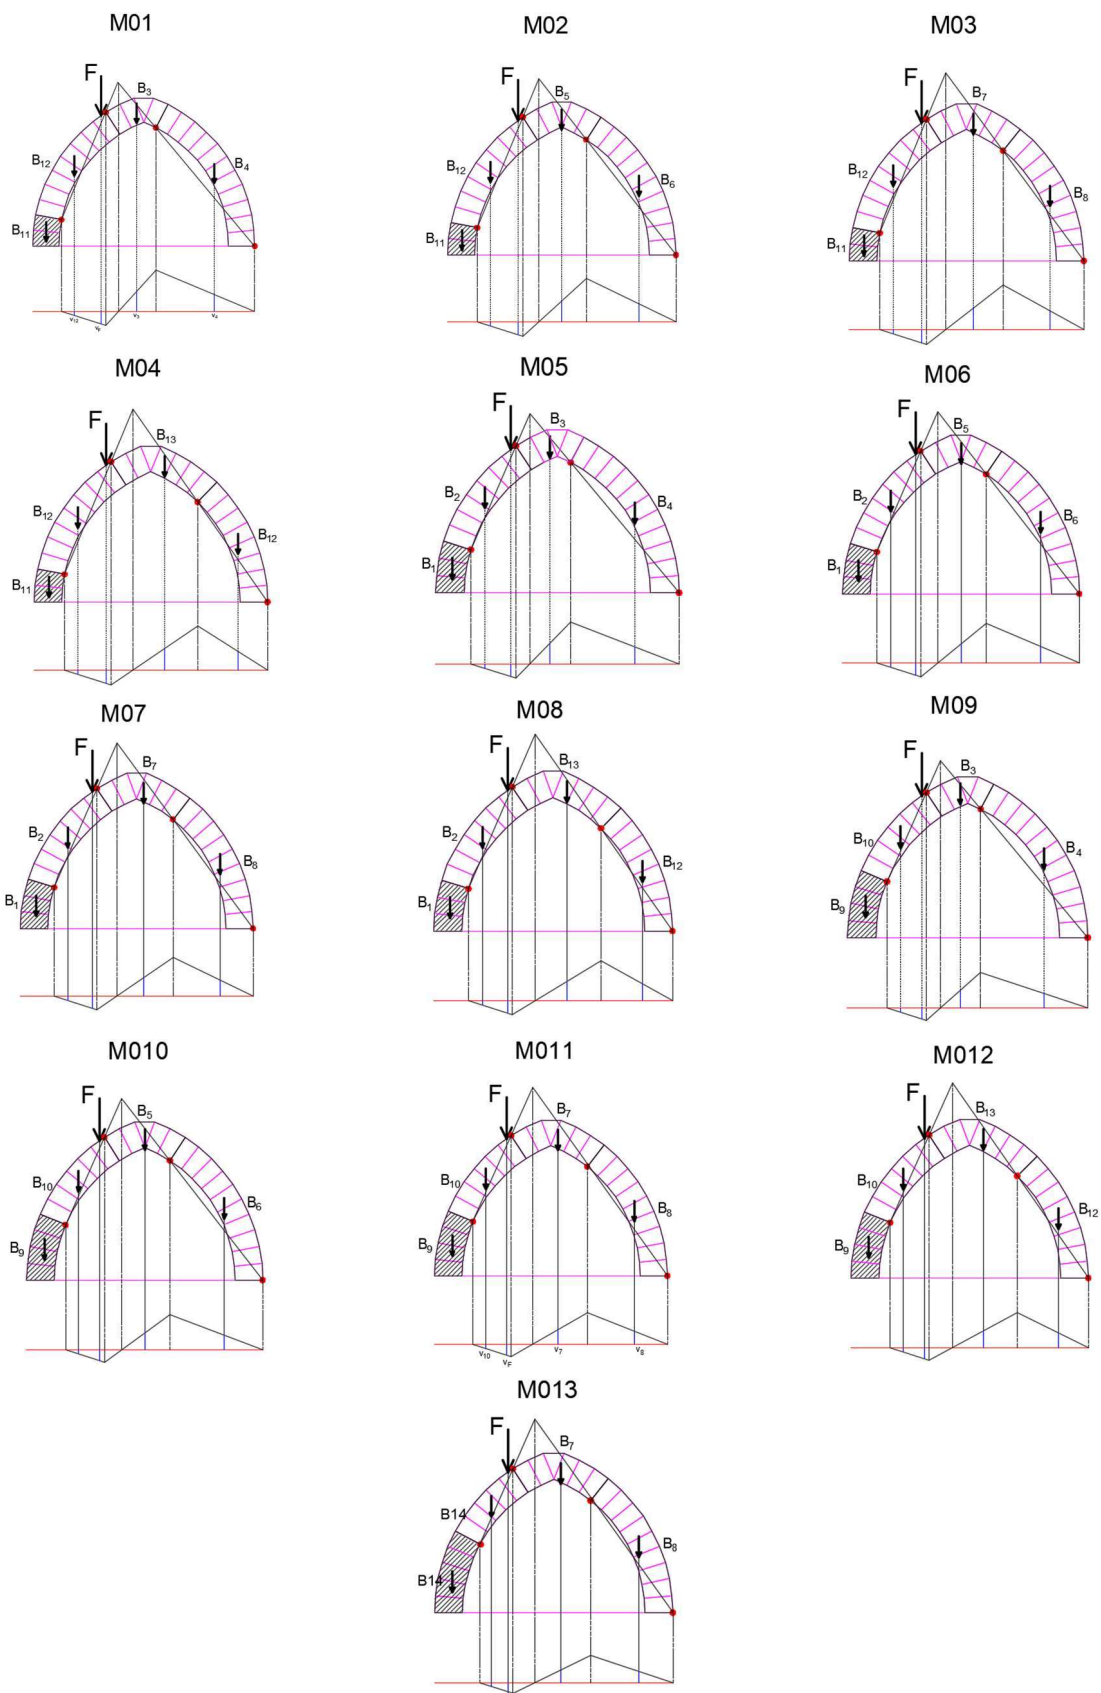 M01
M02
M03
F
B₃
B₁₂
B₄
B₁₁
v₁₂
v_F
v₃
v₄
F
B₅
B₁₂
B₆
B₁₁
F
B₇
B₁₂
B₈
B₁₁
M04
M05
M06
F
B₁₃
B₁₂
B₁₂
B₁₁
F
B₃
B₂
B₄
B₁
F
B₅
B₂
B₆
B₁
M07
M08
M09
F
B₇
B₂
B₈
B₁
F
B₁₃
B₂
B₁₂
B₁
F
B₃
B₁₀
B₄
B₉
M010
M011
M012
F
B₅
B₁₀
B₆
B₉
F
B₇
B₁₀
B₈
B₉
v₁₀
v_F
v₇
v₈
F
B₁₃
B₁₀
B₁₂
B₉
M013
F
B₇
B14
B₈
B14